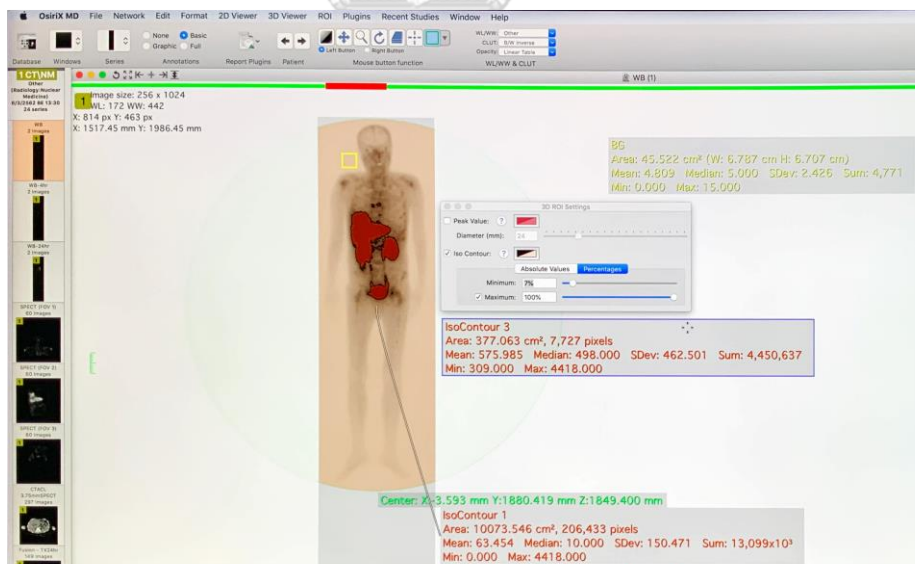 OsiriX MD File Network Edit Format 2D Viewer 3D Viewer ROI Plugins Recent Studies Window Help
None Basic
Graphic Full
Left Button Right Button
WL/WW: Other
CLUT: B/W Inverse
Opacity: Linear Table
Database Windows Series Annotations Report Plugins Patient Mouse button function WL/WW & CLUT
1 CT\NM
Other
(Radiology Nuclear
Medicine)
24 series
WB (1)
1
Image size: 256 x 1024
WL: 172 WW: 442
X: 814 px Y: 463 px
X: 1517.45 mm Y: 1986.45 mm
WB
2 images
WB-4hr
2 images
WB-24hr
2 images
SPECT (FOV 1)
60 images
SPECT (FOV 2)
60 images
SPECT (FOV 3)
60 images
BG
Area: 45.522 cm² (W: 6.787 cm H: 6.707 cm)
Mean: 4.809 Median: 5.000 SDev: 2.426 Sum: 4,771
Min: 0.000 Max: 15.000
3D ROI Settings
Peak Value: ?
Diameter (mm): 24
Iso Contour: ?
Absolute Values Percentages
Minimum: 7%
Maximum: 100%
IsoContour 3
Area: 377.063 cm², 7,727 pixels
Mean: 575.985 Median: 498.000 SDev: 462.501 Sum: 4,450,637
Min: 309.000 Max: 4418.000
Center: X:-3.593 mm Y:1880.419 mm Z:1849.400 mm
IsoContour 1
Area: 10073.546 cm², 206,433 pixels
Mean: 63.454 Median: 10.000 SDev: 150.471 Sum: 13,099x10³
Min: 0.000 Max: 4418.000